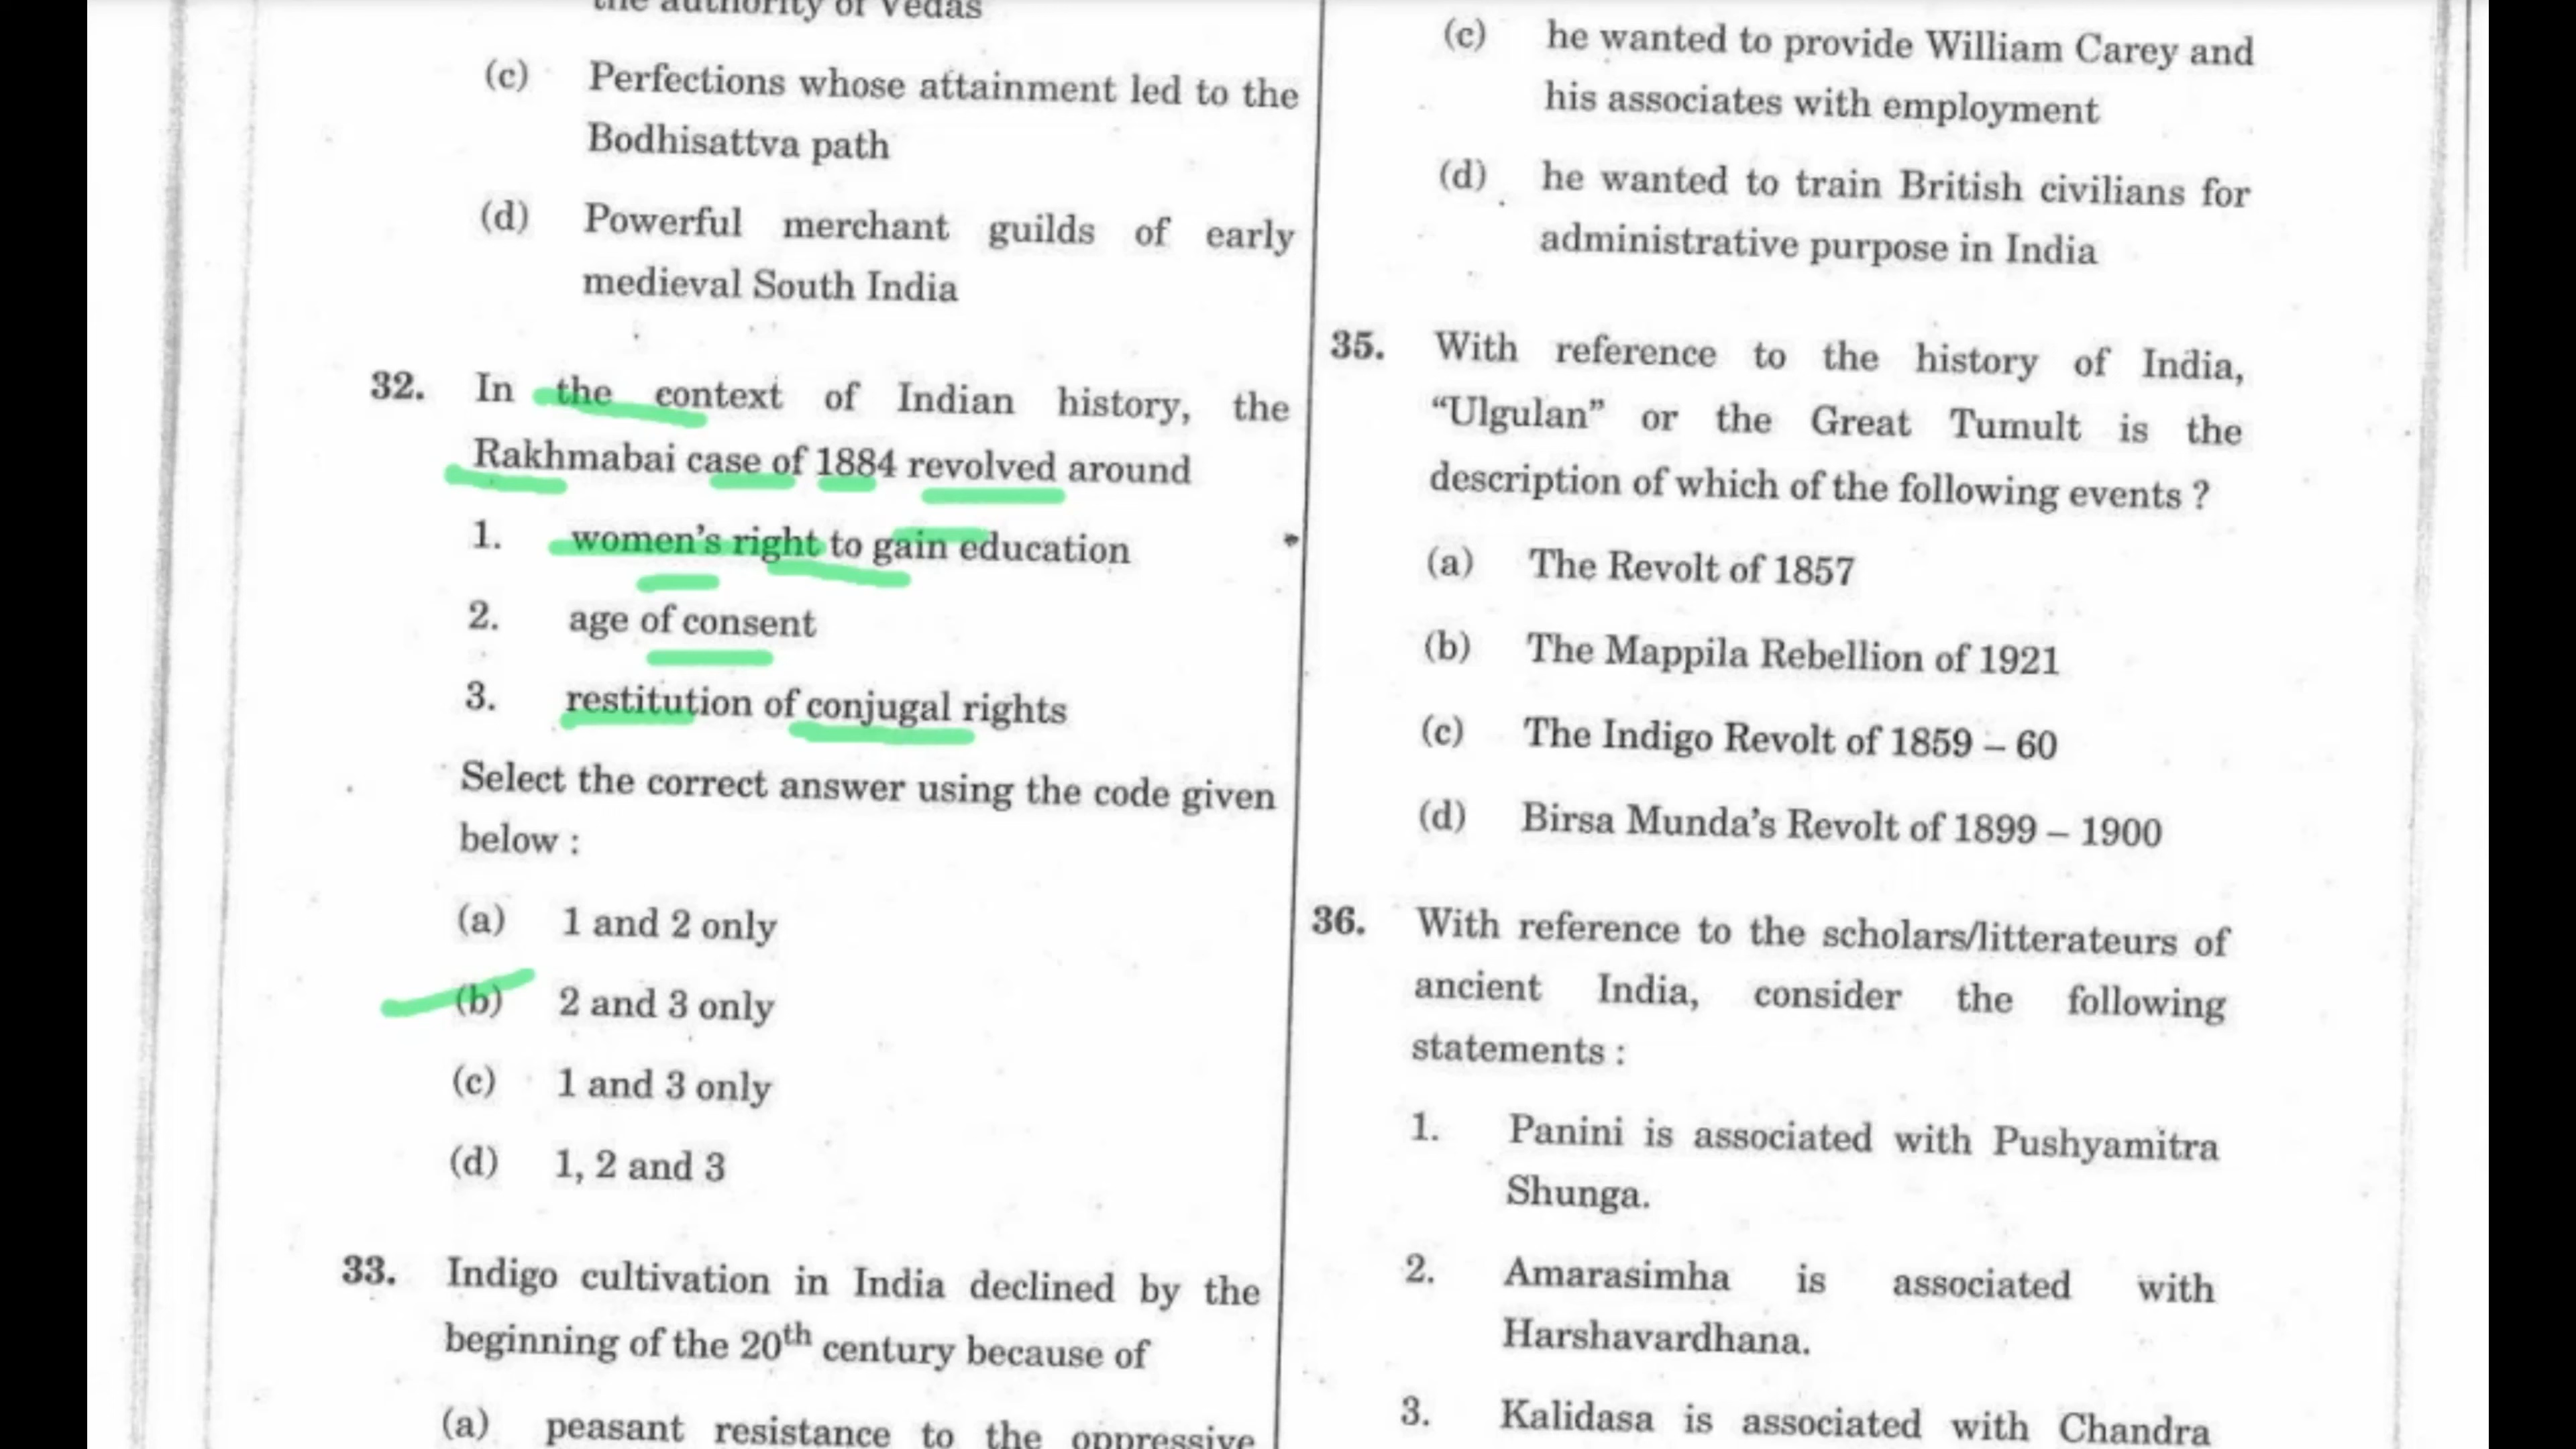 the authority of Vedas
(c) Perfections whose attainment led to the
Bodhisattva path
(d) Powerful merchant guilds of early
medieval South India
32. In the context of Indian history, the
Rakhmabai case of 1884 revolved around
1. women's right to gain education
2. age of consent
3. restitution of conjugal rights
Select the correct answer using the code given
below :
(a) 1 and 2 only
(b) 2 and 3 only
(c) 1 and 3 only
(d) 1, 2 and 3
33. Indigo cultivation in India declined by the
beginning of the 20th century because of
(a) peasant resistance to the oppressive
(c) he wanted to provide William Carey and
his associates with employment
(d) he wanted to train British civilians for
administrative purpose in India
35. With reference to the history of India,
“Ulgulan” or the Great Tumult is the
description of which of the following events ?
(a) The Revolt of 1857
(b) The Mappila Rebellion of 1921
(c) The Indigo Revolt of 1859 – 60
(d) Birsa Munda's Revolt of 1899 – 1900
36. With reference to the scholars/litterateurs of
ancient India, consider the following
statements :
1. Panini is associated with Pushyamitra
Shunga.
2. Amarasimha is associated with
Harshavardhana.
3. Kalidasa is associated with Chandra